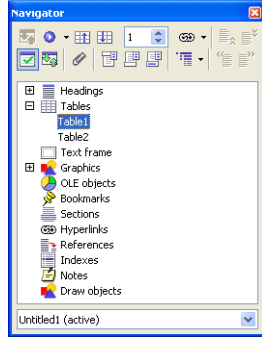 Navigator
1
Headings
Tables
Table1
Table2
Text frame
Graphics
OLE objects
Bookmarks
Sections
Hyperlinks
References
Indexes
Notes
Draw objects
Untitled1 (active)